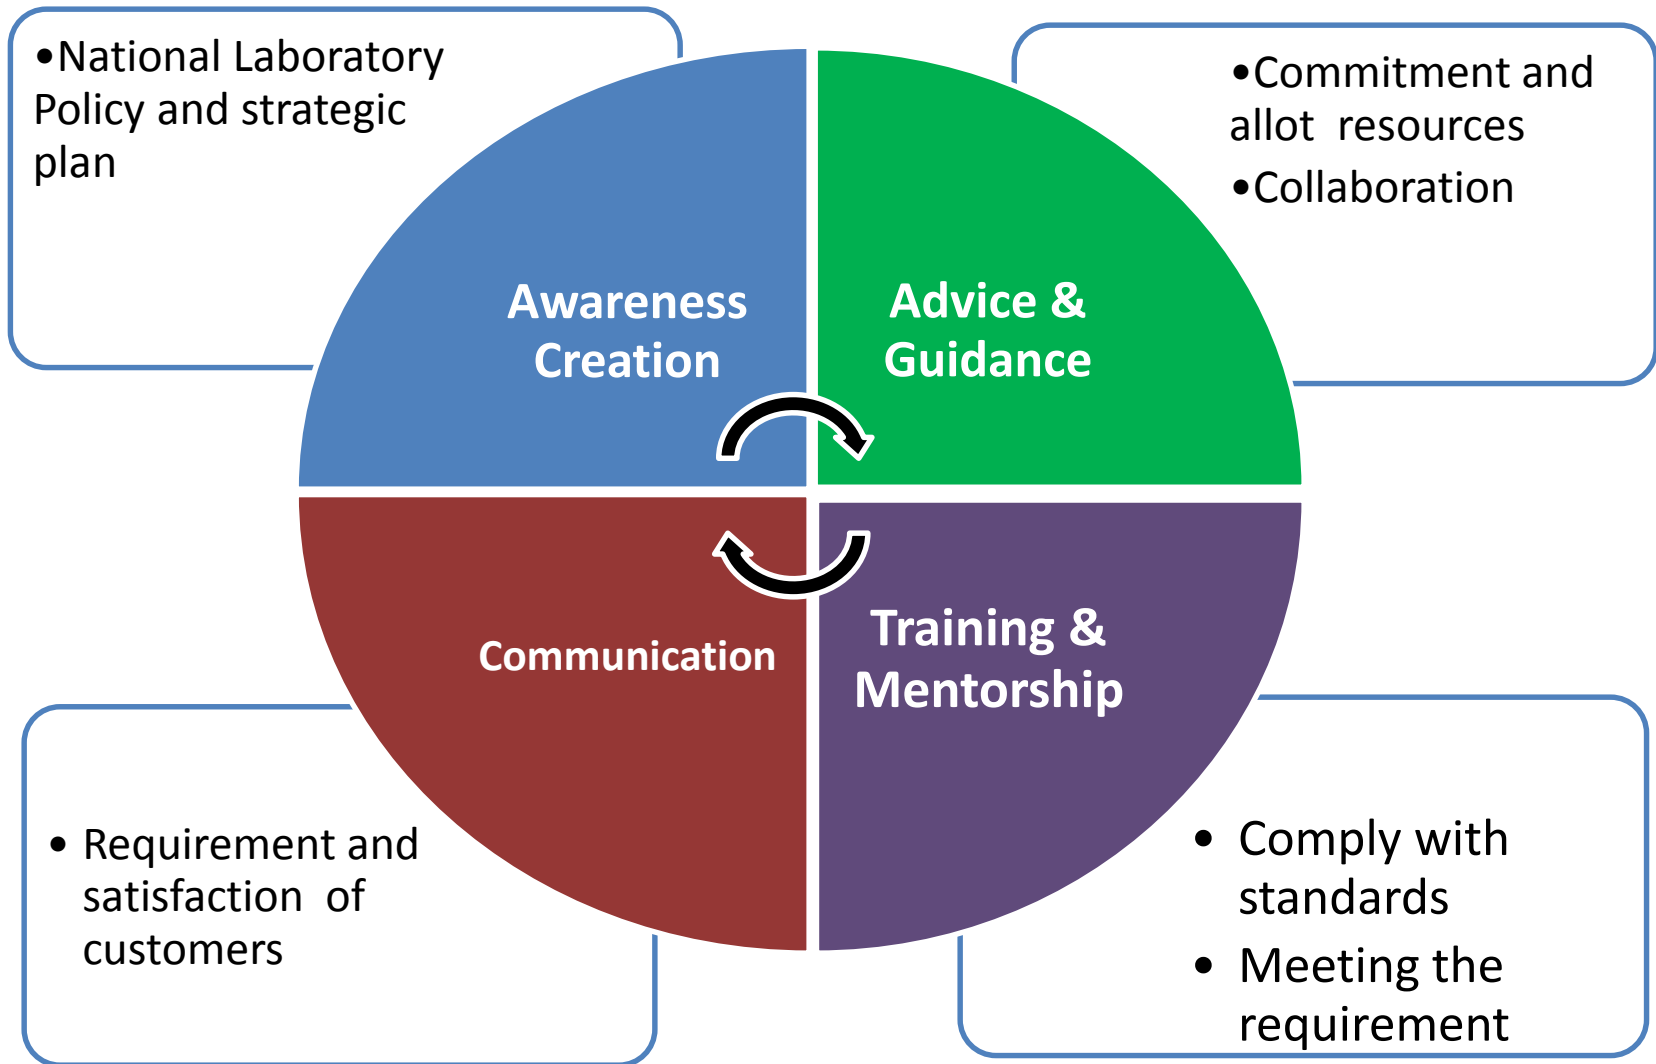 •National Laboratory
Policy and strategic
plan
•Commitment and
allot resources
•Collaboration
Awareness
Creation
Advice &
Guidance
Communication
Training &
Mentorship
• Requirement and
satisfaction of
customers
• Comply with
standards
• Meeting the
requirement